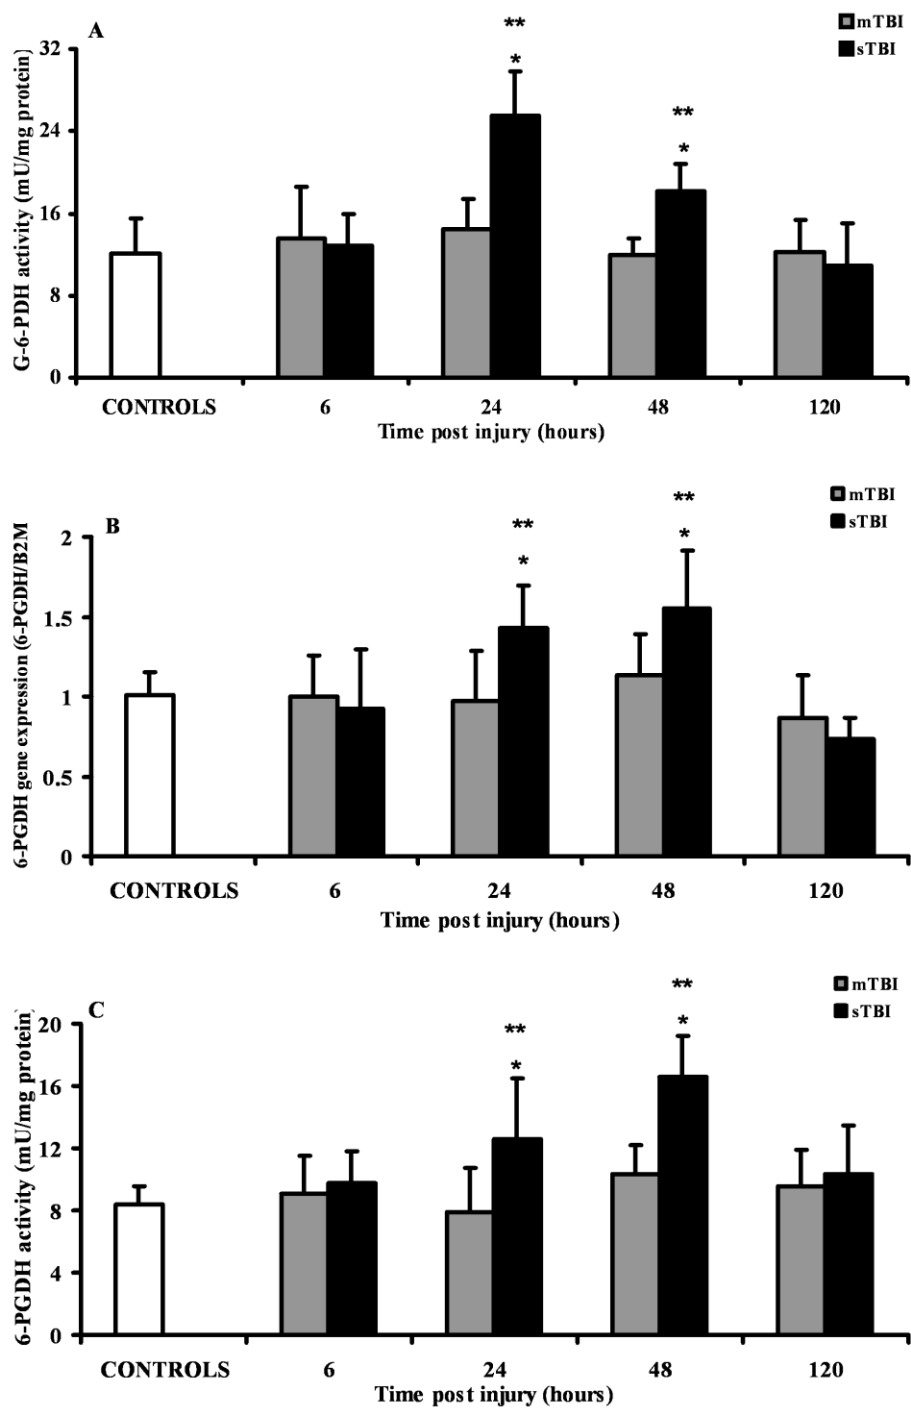 A
** 
*
**
*
mTBI
sTBI
G-6-PDH activity (mU/mg protein)
32
24
16
8
0
CONTROLS 6 24 48 120
Time post injury (hours)
B
**
*
**
*
mTBI
sTBI
6-PGDH gene expression (6-PGDH/B2M
2
1.5
1
0.5
0
CONTROLS 6 24 48 120
Time post injury (hours)
C
**
*
**
*
mTBI
sTBI
6-PGDH activity (mU/mg protein)
20
16
12
8
4
0
CONTROLS 6 24 48 120
Time post injury (hours)